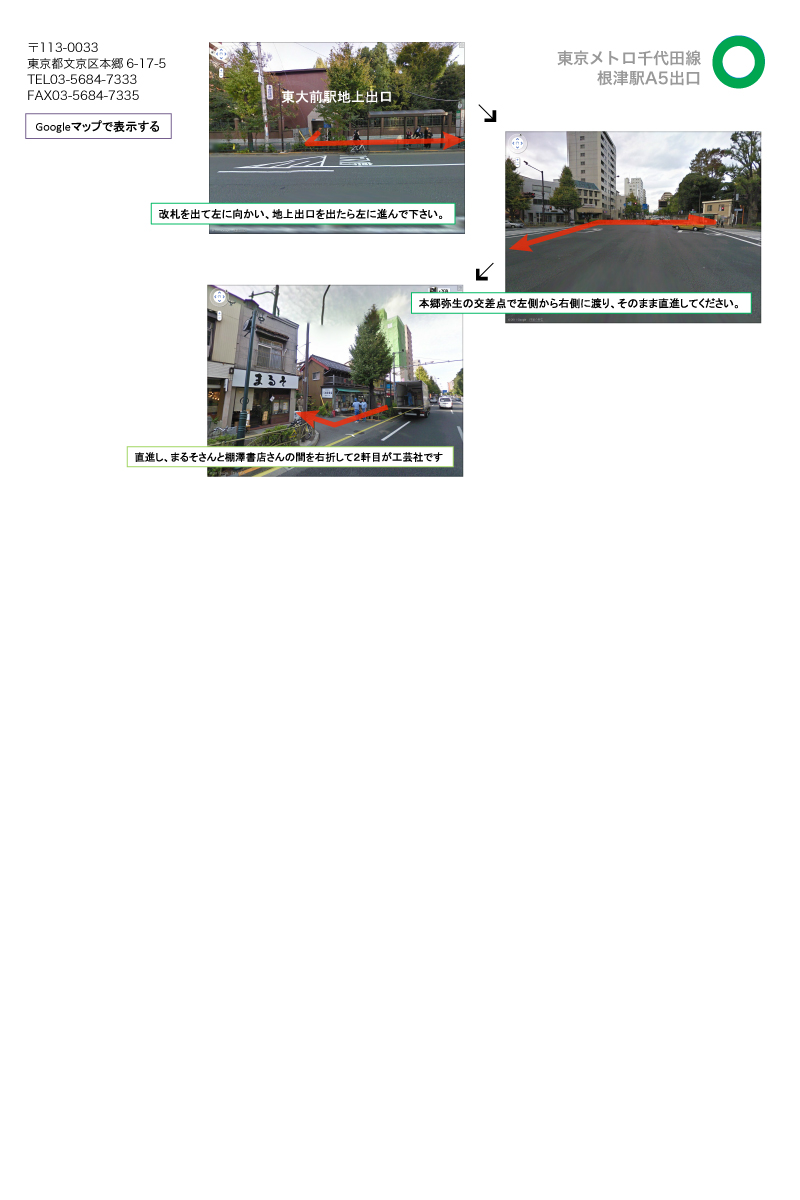 〒113-0033
東京都文京区本郷 6-17-5
TEL03-5684-7333
FAX03-5684-7335
Googleマップで表示する
東京メトロ千代田線
根津駅A5出口
東大前駅地上出口
改札を出て左に向かい、地上出口を出たら左に進んで下さい。
本郷弥生の交差点で左側から右側に渡り、そのまま直進してください。
まるそ
直進し、まるそさんと棚澤書店さんの間を右折して2軒目が工芸社です